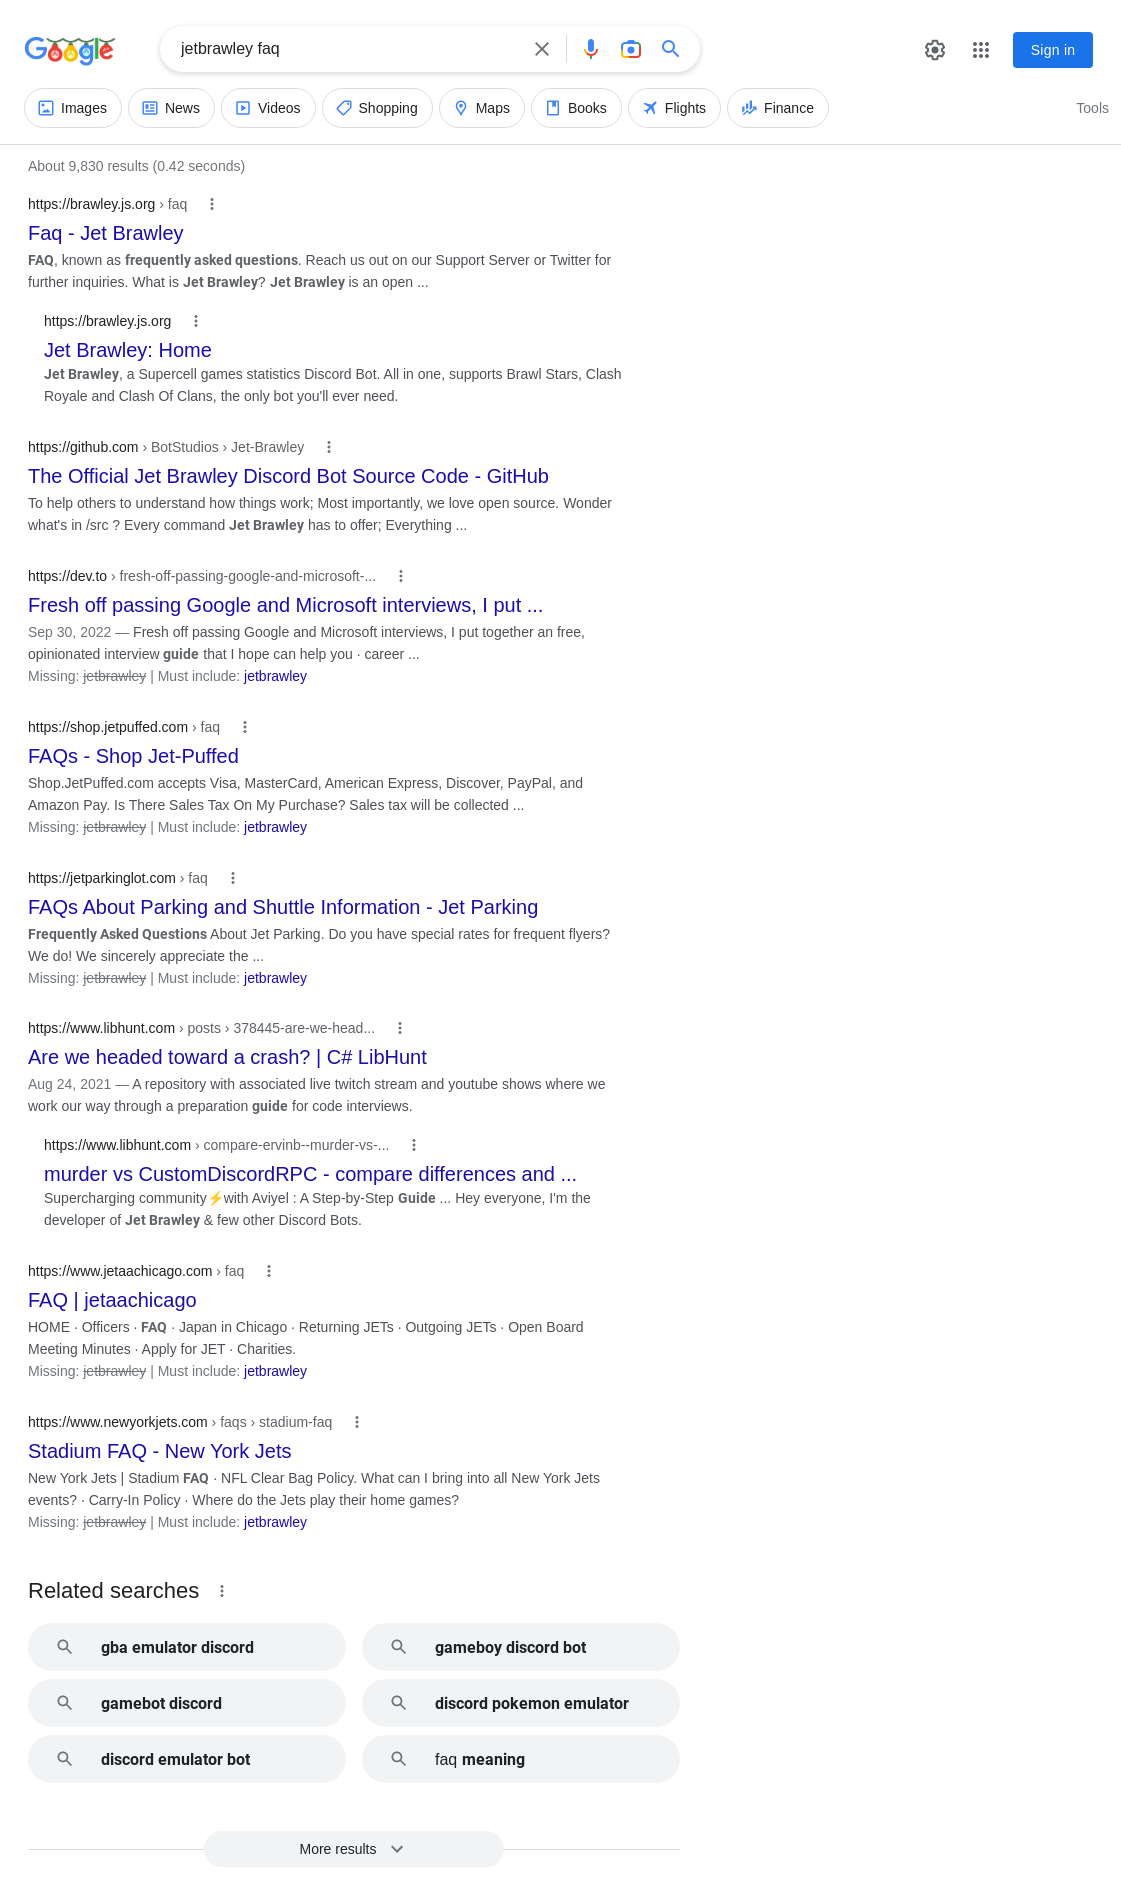 Google
jetbrawley faq
Sign in
Images
News
Videos
Shopping
Maps
Books
Flights
Finance
Tools
About 9,830 results (0.42 seconds)
https://brawley.js.org › faq
Faq - Jet Brawley
FAQ, known as frequently asked questions. Reach us out on our Support Server or Twitter for
further inquiries. What is Jet Brawley? Jet Brawley is an open ...
https://brawley.js.org
Jet Brawley: Home
Jet Brawley, a Supercell games statistics Discord Bot. All in one, supports Brawl Stars, Clash
Royale and Clash Of Clans, the only bot you'll ever need.
https://github.com › BotStudios › Jet-Brawley
The Official Jet Brawley Discord Bot Source Code - GitHub
To help others to understand how things work; Most importantly, we love open source. Wonder
what's in /src ? Every command Jet Brawley has to offer; Everything ...
https://dev.to › fresh-off-passing-google-and-microsoft-...
Fresh off passing Google and Microsoft interviews, I put ...
Sep 30, 2022 — Fresh off passing Google and Microsoft interviews, I put together an free,
opinionated interview guide that I hope can help you · career ...
Missing: jetbrawley | Must include: jetbrawley
https://shop.jetpuffed.com › faq
FAQs - Shop Jet-Puffed
Shop.JetPuffed.com accepts Visa, MasterCard, American Express, Discover, PayPal, and
Amazon Pay. Is There Sales Tax On My Purchase? Sales tax will be collected ...
Missing: jetbrawley | Must include: jetbrawley
https://jetparkinglot.com › faq
FAQs About Parking and Shuttle Information - Jet Parking
Frequently Asked Questions About Jet Parking. Do you have special rates for frequent flyers?
We do! We sincerely appreciate the ...
Missing: jetbrawley | Must include: jetbrawley
https://www.libhunt.com › posts › 378445-are-we-head...
Are we headed toward a crash? | C# LibHunt
Aug 24, 2021 — A repository with associated live twitch stream and youtube shows where we
work our way through a preparation guide for code interviews.
https://www.libhunt.com › compare-ervinb--murder-vs-...
murder vs CustomDiscordRPC - compare differences and ...
Supercharging community⚡with Aviyel : A Step-by-Step Guide ... Hey everyone, I'm the
developer of Jet Brawley & few other Discord Bots.
https://www.jetaachicago.com › faq
FAQ | jetaachicago
HOME · Officers · FAQ · Japan in Chicago · Returning JETs · Outgoing JETs · Open Board
Meeting Minutes · Apply for JET · Charities.
Missing: jetbrawley | Must include: jetbrawley
https://www.newyorkjets.com › faqs › stadium-faq
Stadium FAQ - New York Jets
New York Jets | Stadium FAQ · NFL Clear Bag Policy. What can I bring into all New York Jets
events? · Carry-In Policy · Where do the Jets play their home games?
Missing: jetbrawley | Must include: jetbrawley
Related searches
gba emulator discord
gameboy discord bot
gamebot discord
discord pokemon emulator
discord emulator bot
faq meaning
More results